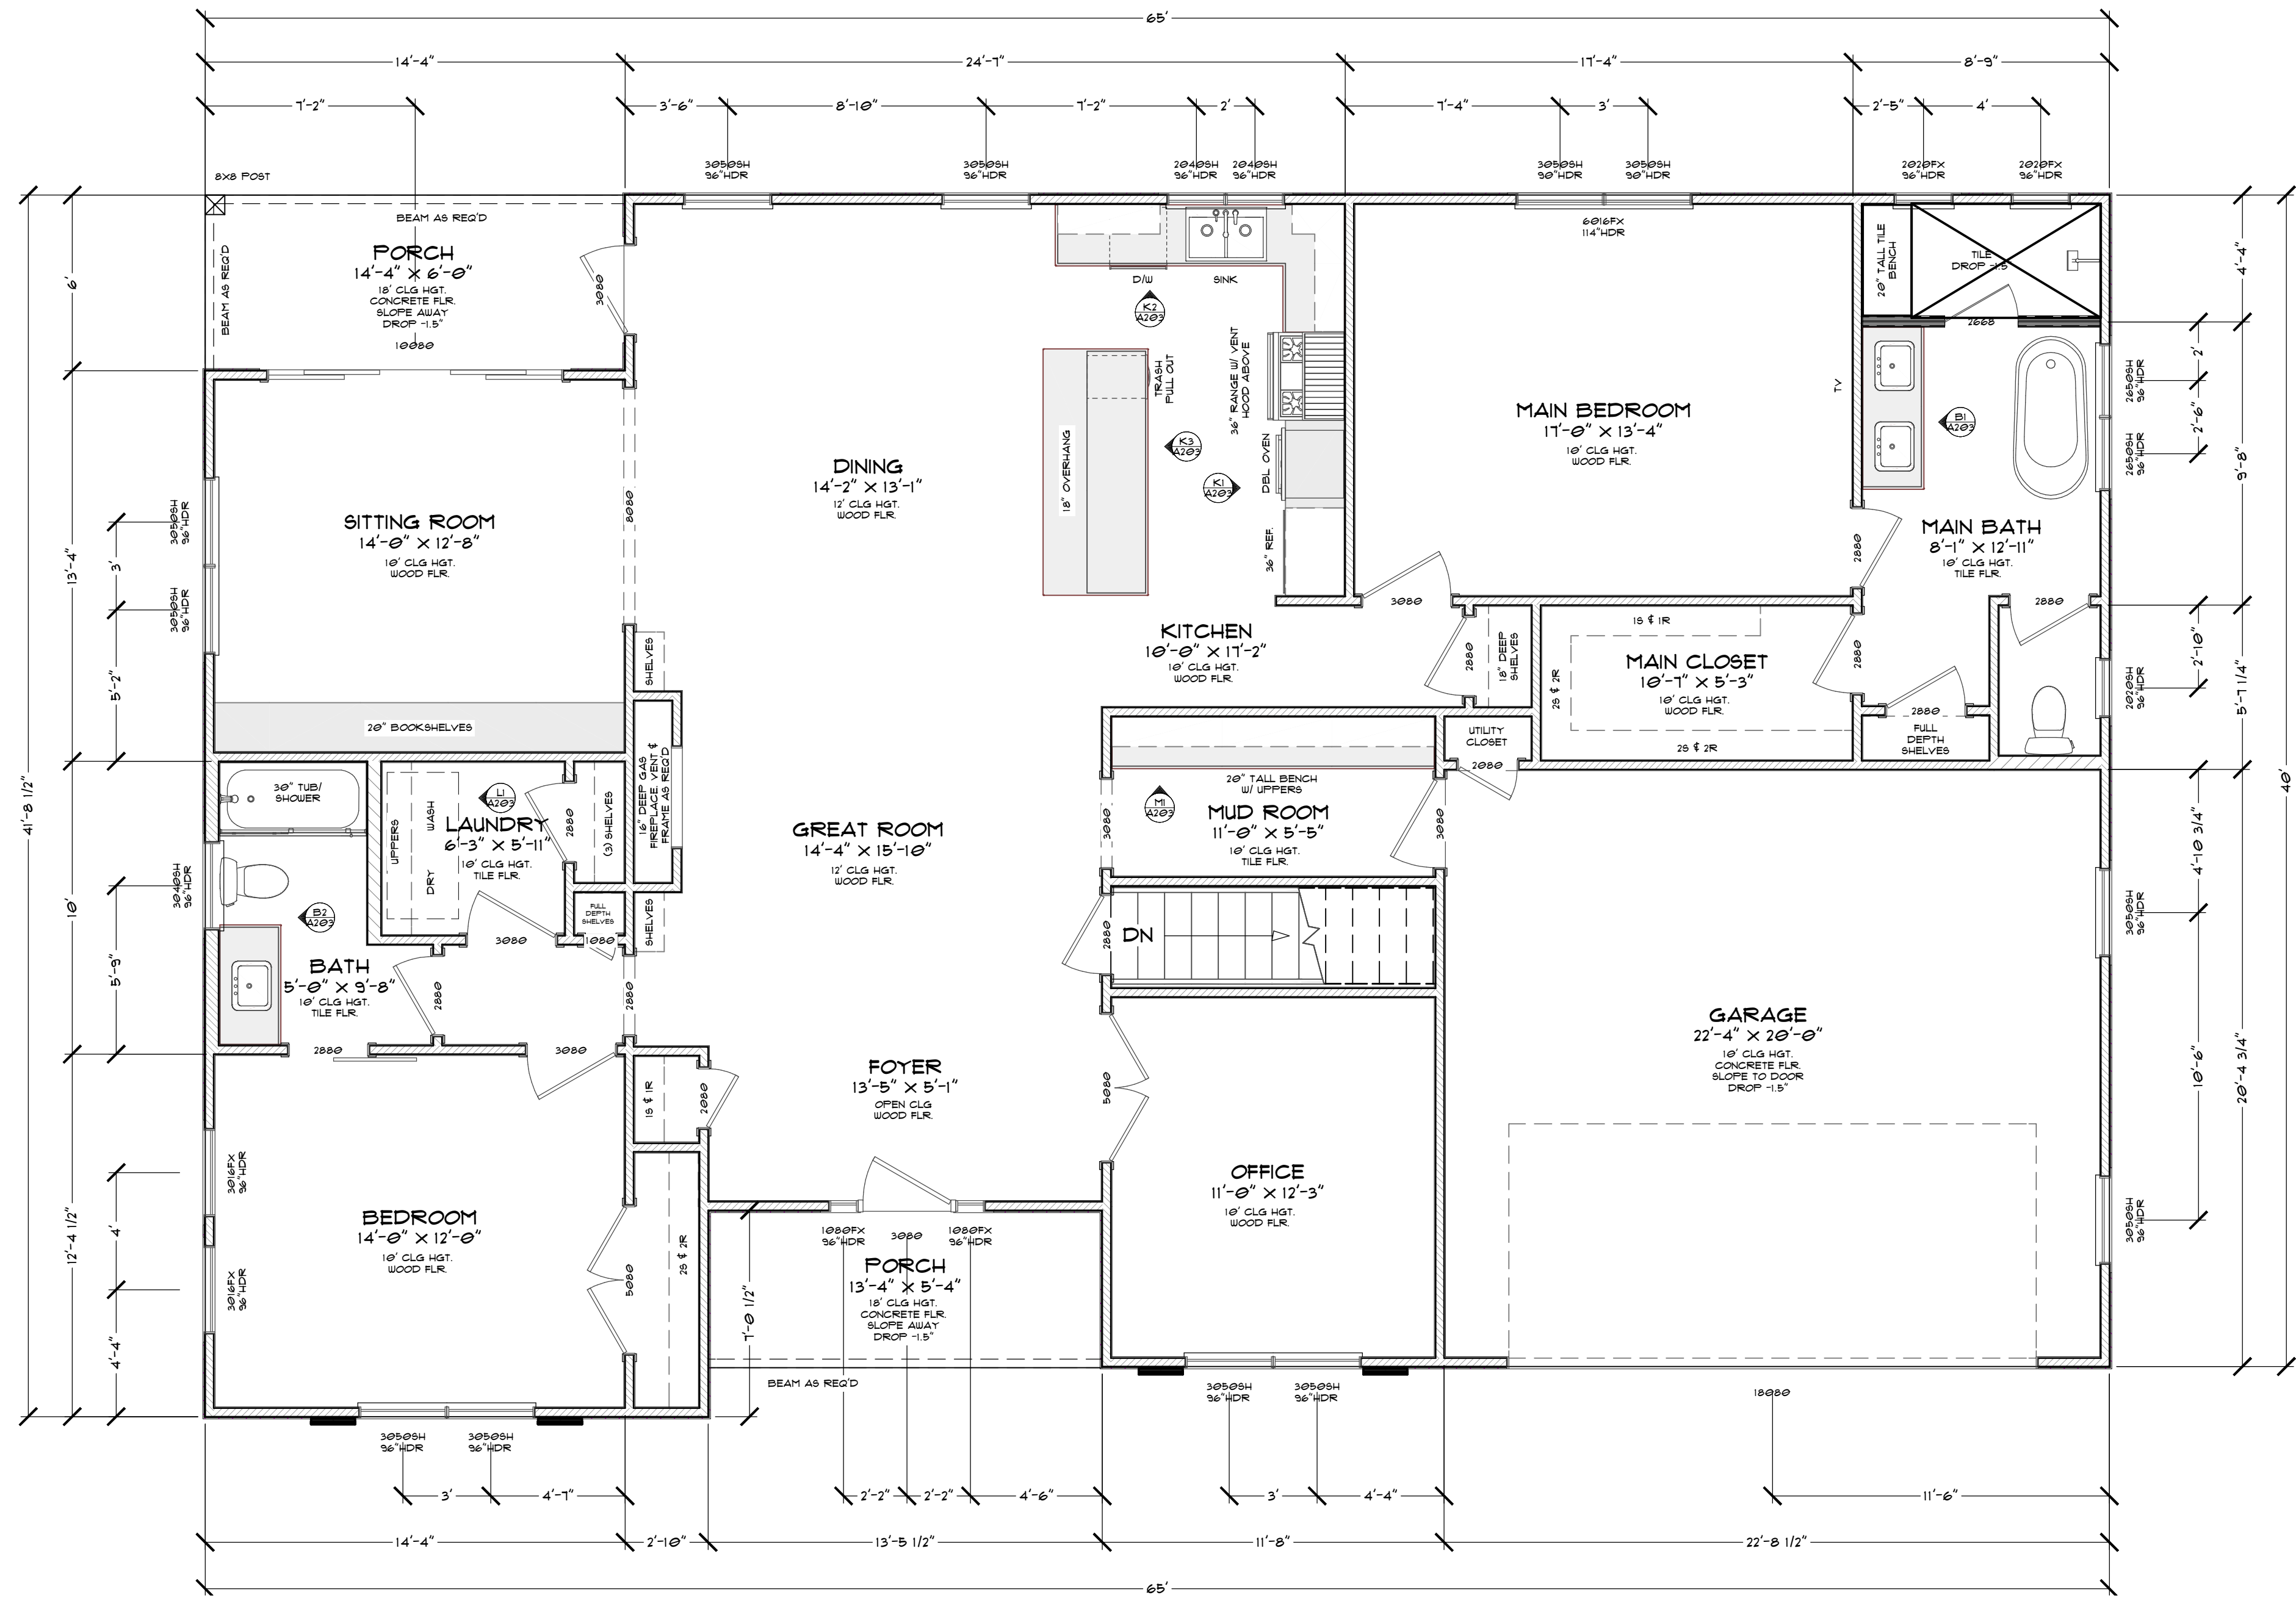 65'
14'-4"
24'-7"
17'-4"
8'-9"
7'-2"
3'-6"
8'-10"
7'-2"
2'
7'-4"
3'
2'-5"
4'
3050SH
96"HDR
3050SH
96"HDR
2040SH
96"HDR
2040SH
96"HDR
3050SH
90"HDR
3050SH
90"HDR
2020FX
96"HDR
2020FX
96"HDR
8X8 POST
BEAM AS REQ'D
BEAM AS REQ'D
PORCH
14'-4" X 6'-0"
18' CLG HGT.
CONCRETE FLR.
SLOPE AWAY
DROP -1.5"
10080
3080
6016FX
114"HDR
D/W
SINK
K2
A203
TRASH
PULL OUT
36" RANGE W/ VENT
HOOD ABOVE
18" OVERHANG
K3
A203
K1
A203
DBL OVEN
36" REF.
20" TALL TILE
BENCH
TILE
DROP -1.5
2668
TV
B1
A203
MAIN BEDROOM
17'-0" X 13'-4"
10' CLG HGT.
WOOD FLR.
DINING
14'-2" X 13'-1"
12' CLG HGT.
WOOD FLR.
8080
SITTING ROOM
14'-0" X 12'-8"
10' CLG HGT.
WOOD FLR.
20" BOOKSHELVES
MAIN BATH
8'-1" X 12'-11"
10' CLG HGT.
TILE FLR.
2880
2880
3080
KITCHEN
10'-0" X 17'-2"
10' CLG HGT.
WOOD FLR.
2880
18" DEEP
SHELVES
1S & 1R
2S & 2R
MAIN CLOSET
10'-7" X 5'-3"
10' CLG HGT.
WOOD FLR.
2S & 2R
2880
2880
FULL
DEPTH
SHELVES
UTILITY
CLOSET
2080
SHELVES
16" DEEP GAS
FIREPLACE. VENT &
FRAME AS REQ'D
SHELVES
20" TALL BENCH
W/ UPPERS
M1
A203
MUD ROOM
11'-0" X 5'-5"
10' CLG HGT.
TILE FLR.
3080
3080
30" TUB/
SHOWER
UPPERS
WASH
DRY
L1
A203
LAUNDRY
6'-3" X 5'-11"
10' CLG HGT.
TILE FLR.
2880
(3) SHELVES
FULL
DEPTH
SHELVES
3080
1080
GREAT ROOM
14'-4" X 15'-10"
12' CLG HGT.
WOOD FLR.
2880
DN
B2
A203
BATH
5'-0" X 9'-8"
10' CLG HGT.
TILE FLR.
2880
2880
2880
3080
GARAGE
22'-4" X 20'-0"
10' CLG HGT.
CONCRETE FLR.
SLOPE TO DOOR
DROP -1.5"
FOYER
13'-5" X 5'-1"
OPEN CLG
WOOD FLR.
1S & 1R
2080
5080
OFFICE
11'-0" X 12'-3"
10' CLG HGT.
WOOD FLR.
BEDROOM
14'-0" X 12'-0"
10' CLG HGT.
WOOD FLR.
5080
2S & 2R
1080FX
96"HDR
3080
1080FX
96"HDR
PORCH
13'-4" X 5'-4"
18' CLG HGT.
CONCRETE FLR.
SLOPE AWAY
DROP -1.5"
7'-0 1/2"
BEAM AS REQ'D
3050SH
96"HDR
3050SH
96"HDR
18080
3050SH
96"HDR
3050SH
96"HDR
41'-8 1/2"
6'
13'-4"
10'
12'-4 1/2"
3'
5'-2"
5'-9"
4'
4'-4"
3050SH
96"HDR
3050SH
96"HDR
3040SH
96"HDR
3016FX
96"HDR
3016FX
96"HDR
2650SH
96"HDR
2650SH
96"HDR
2020SH
96"HDR
3050SH
96"HDR
3050SH
96"HDR
2'
2'-6"
2'-10"
4'-10 3/4"
10'-6"
4'-4"
9'-8"
5'-7 1/4"
20'-4 3/4"
40'
3'
4'-7"
2'-2"
2'-2"
4'-6"
3'
4'-4"
11'-6"
14'-4"
2'-10"
13'-5 1/2"
11'-8"
22'-8 1/2"
65'